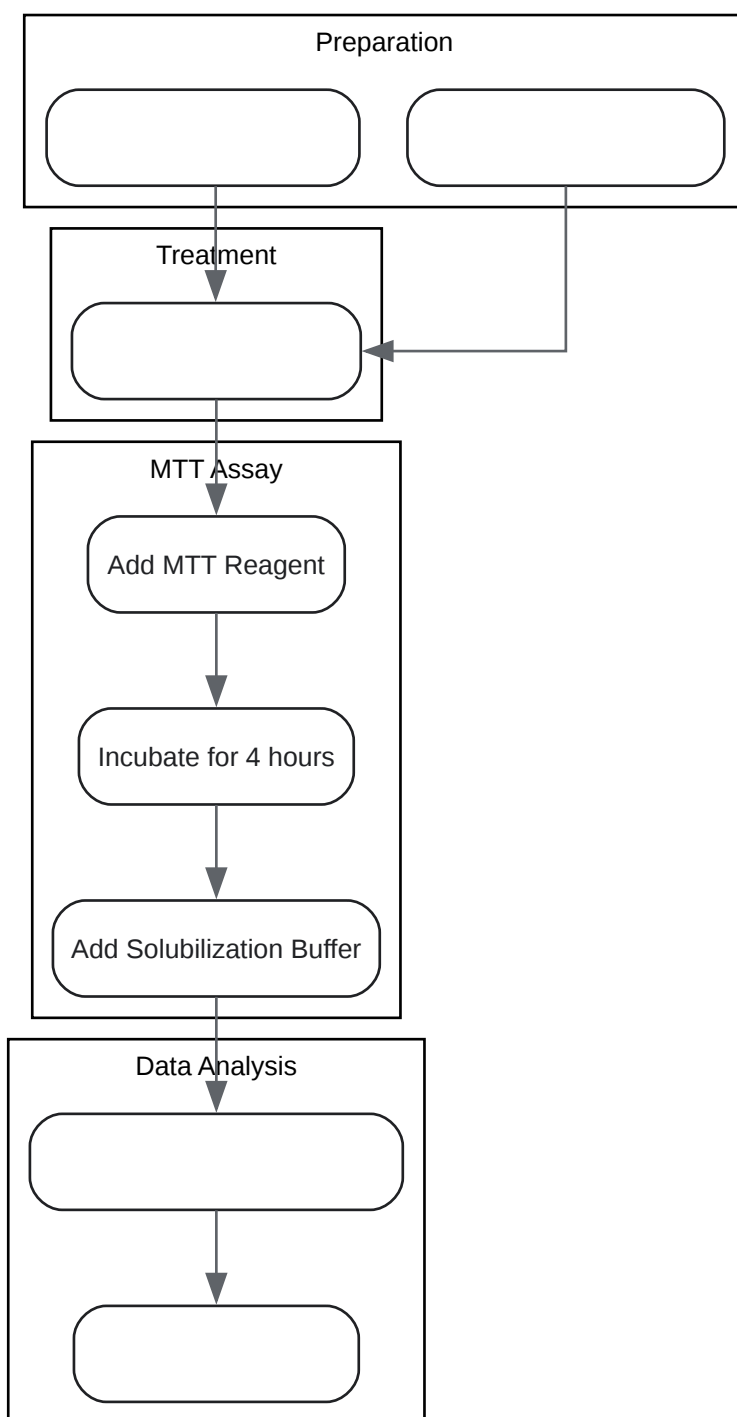 Preparation
Treatment
MTT Assay
Add MTT Reagent
Incubate for 4 hours
Add Solubilization Buffer
Data Analysis